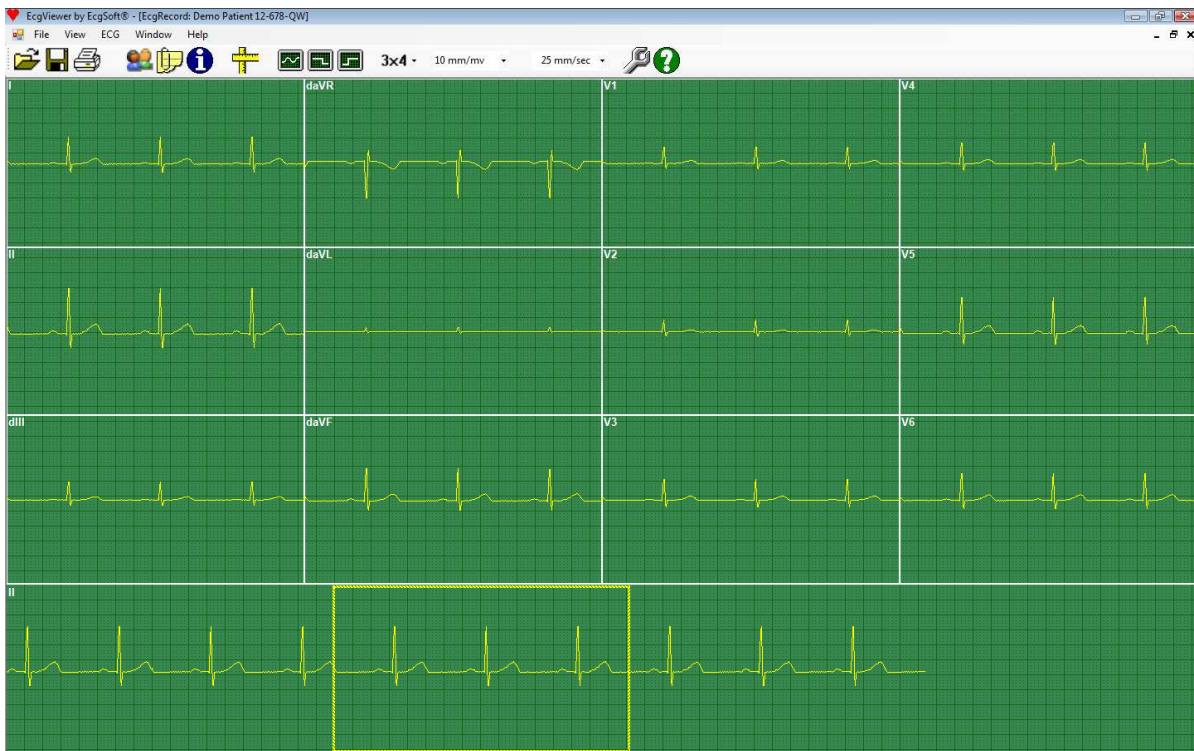 EcgViewer by EcgSoft® - [EcgRecord: Demo Patient 12-678-QW]
File View ECG Window Help
3x4 10 mm/mv 25 mm/sec
I daVR V1 V4
II daVL V2 V5
dIII daVF V3 V6
II